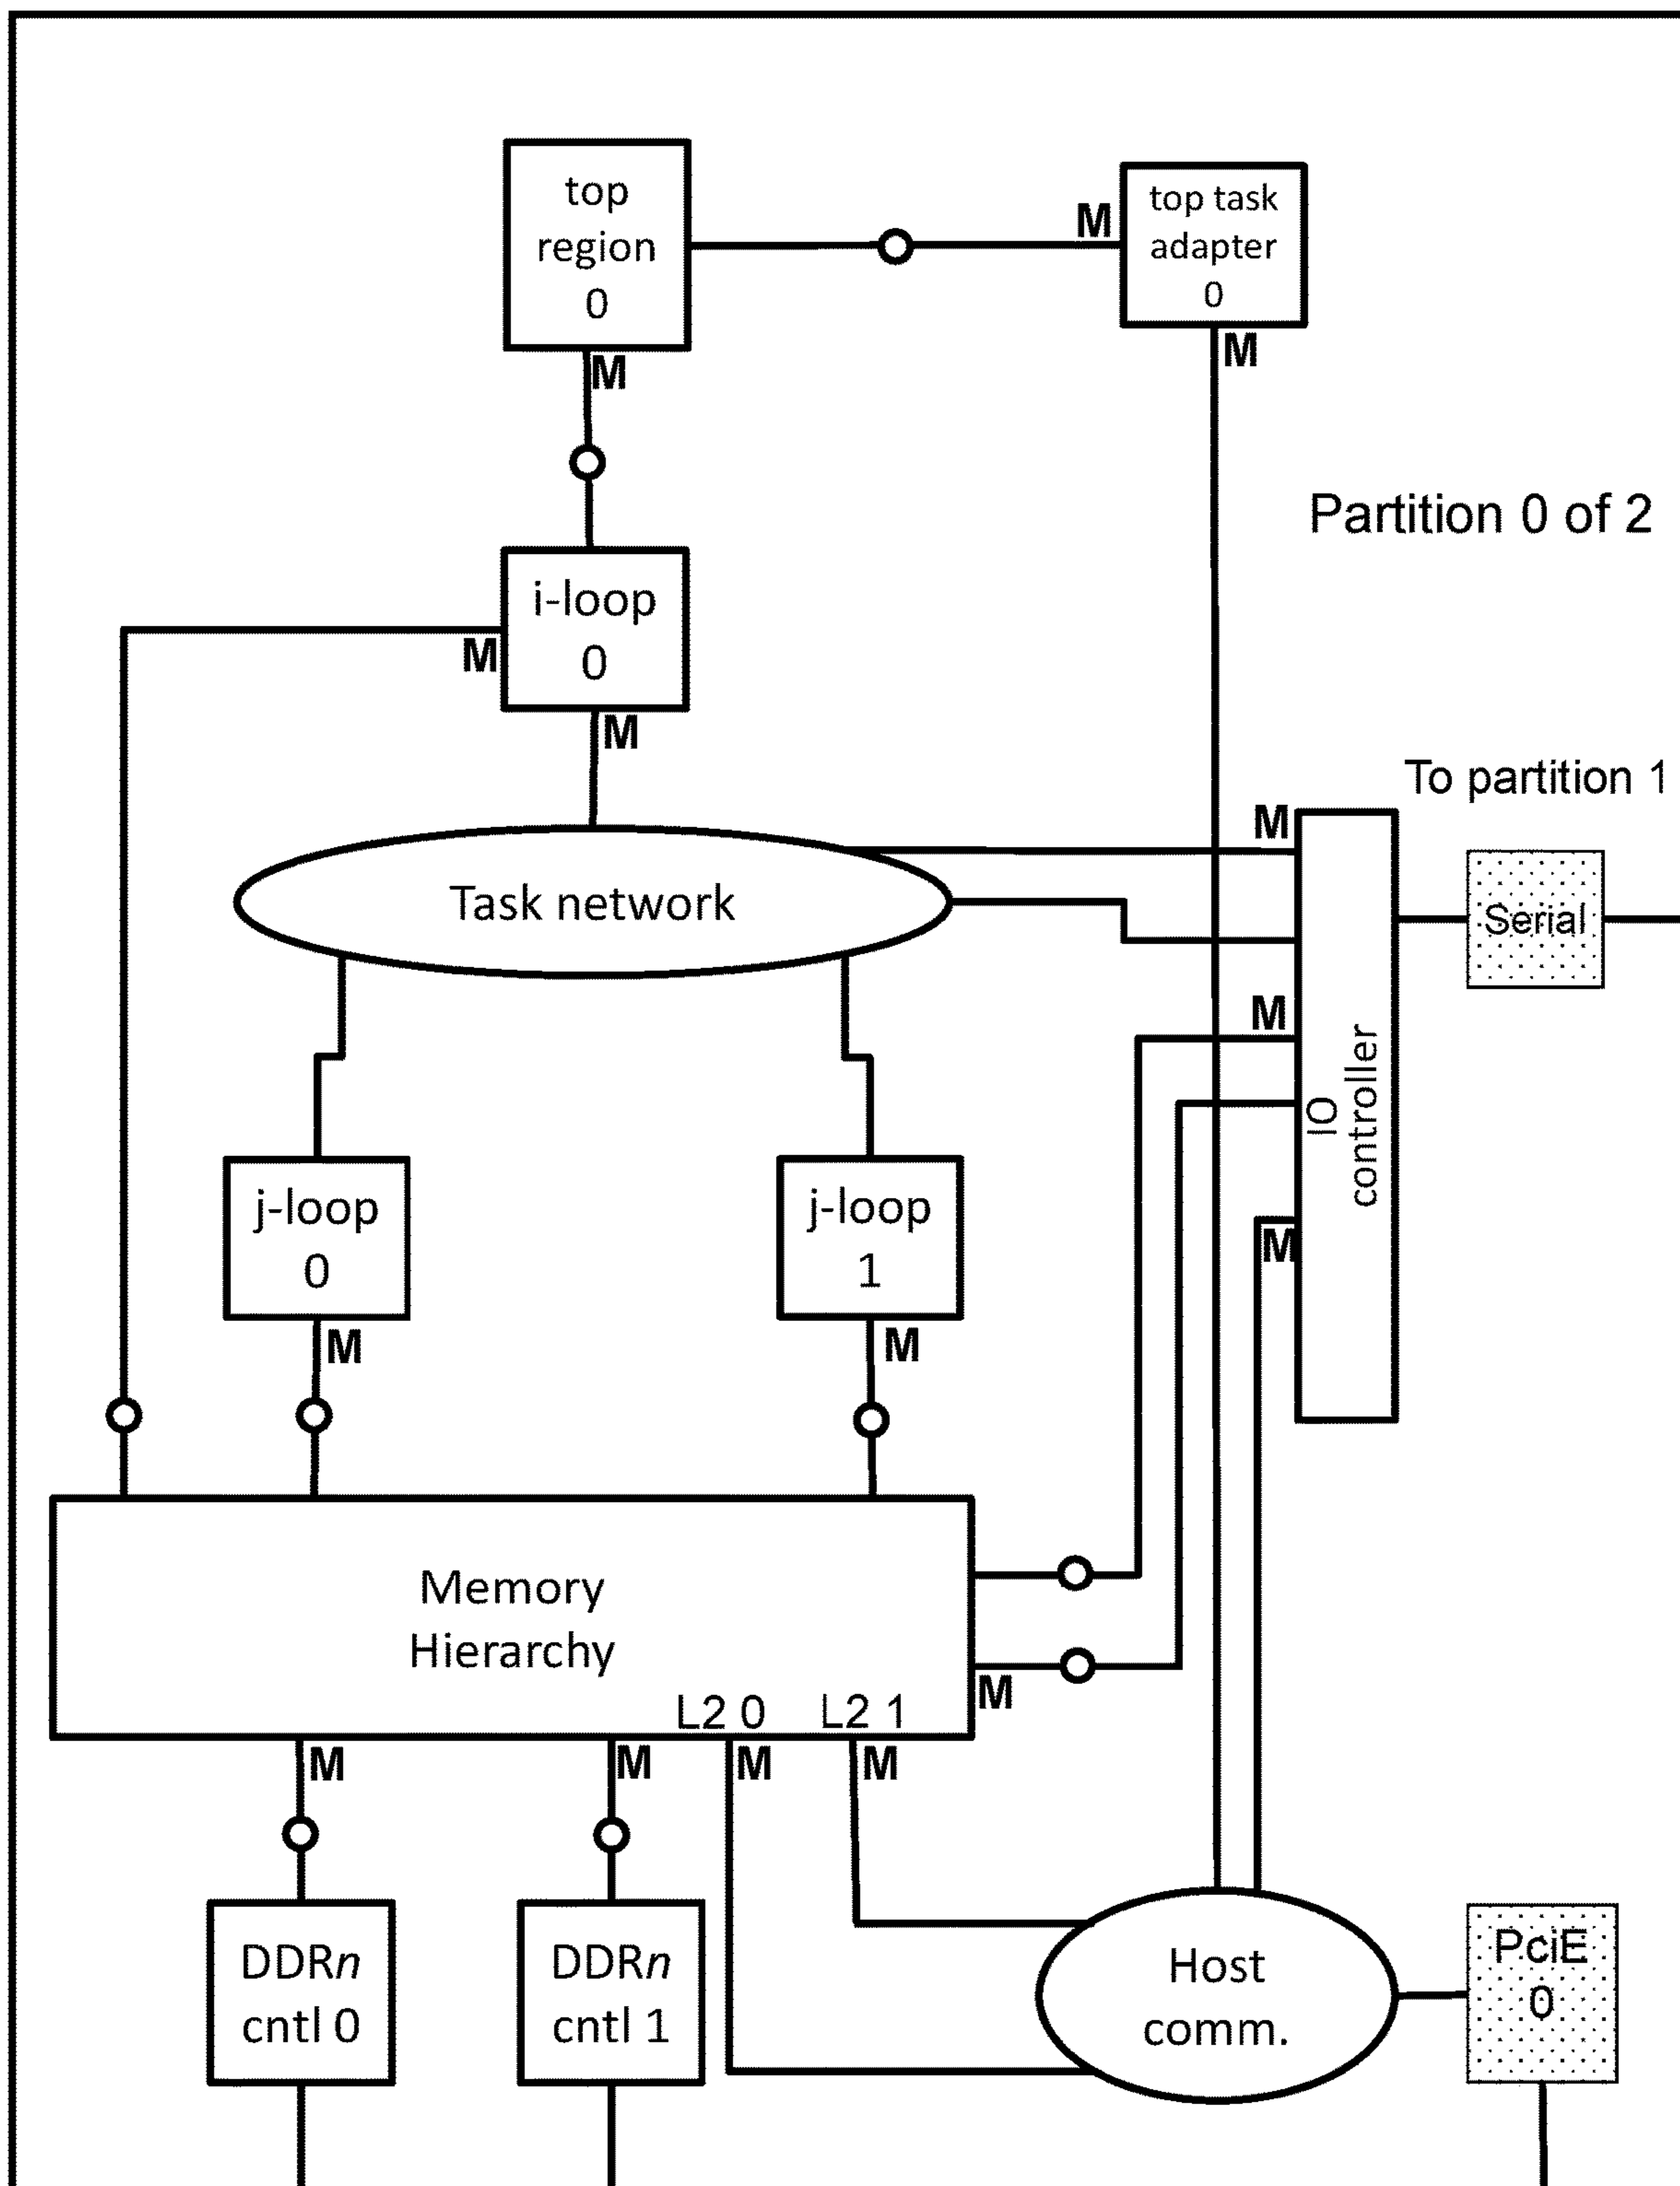 top
region
0
M
top task
adapter
0
M
M
Partition 0 of 2
i-loop
0
M
M
To partition 1
M
Task network
Serial
M
IO
controller
M
j-loop
0
j-loop
1
M
M
Memory
Hierarchy
L2 0
L2 1
M
M
M
M
M
DDRn
cntl 0
DDRn
cntl 1
Host
comm.
PciE
0